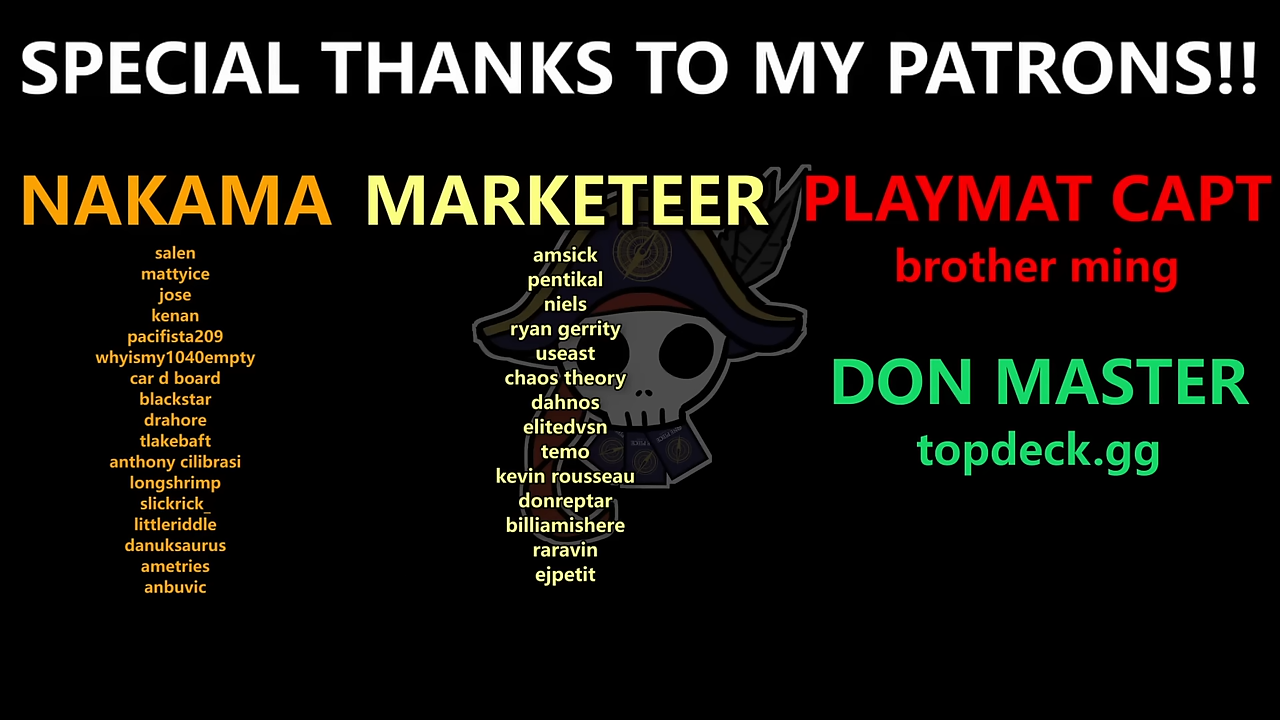 SPECIAL THANKS TO MY PATRONS!!
NAKAMA
salen
mattyice
jose
kenan
pacifista209
whyismy1040empty
car d board
blackstar
drahore
tlakebaft
anthony cilibrasi
longshrimp
slickrick_
littleriddle
danuksaurus
ametries
anbuvic
MARKETEER
amsick
pentikal
niels
ryan gerrity
useast
chaos theory
dahnos
elitedvsn
temo
kevin rousseau
donreptar
billiamishere
raravin
ejpetit
PLAYMAT CAPT
brother ming
DON MASTER
topdeck.gg